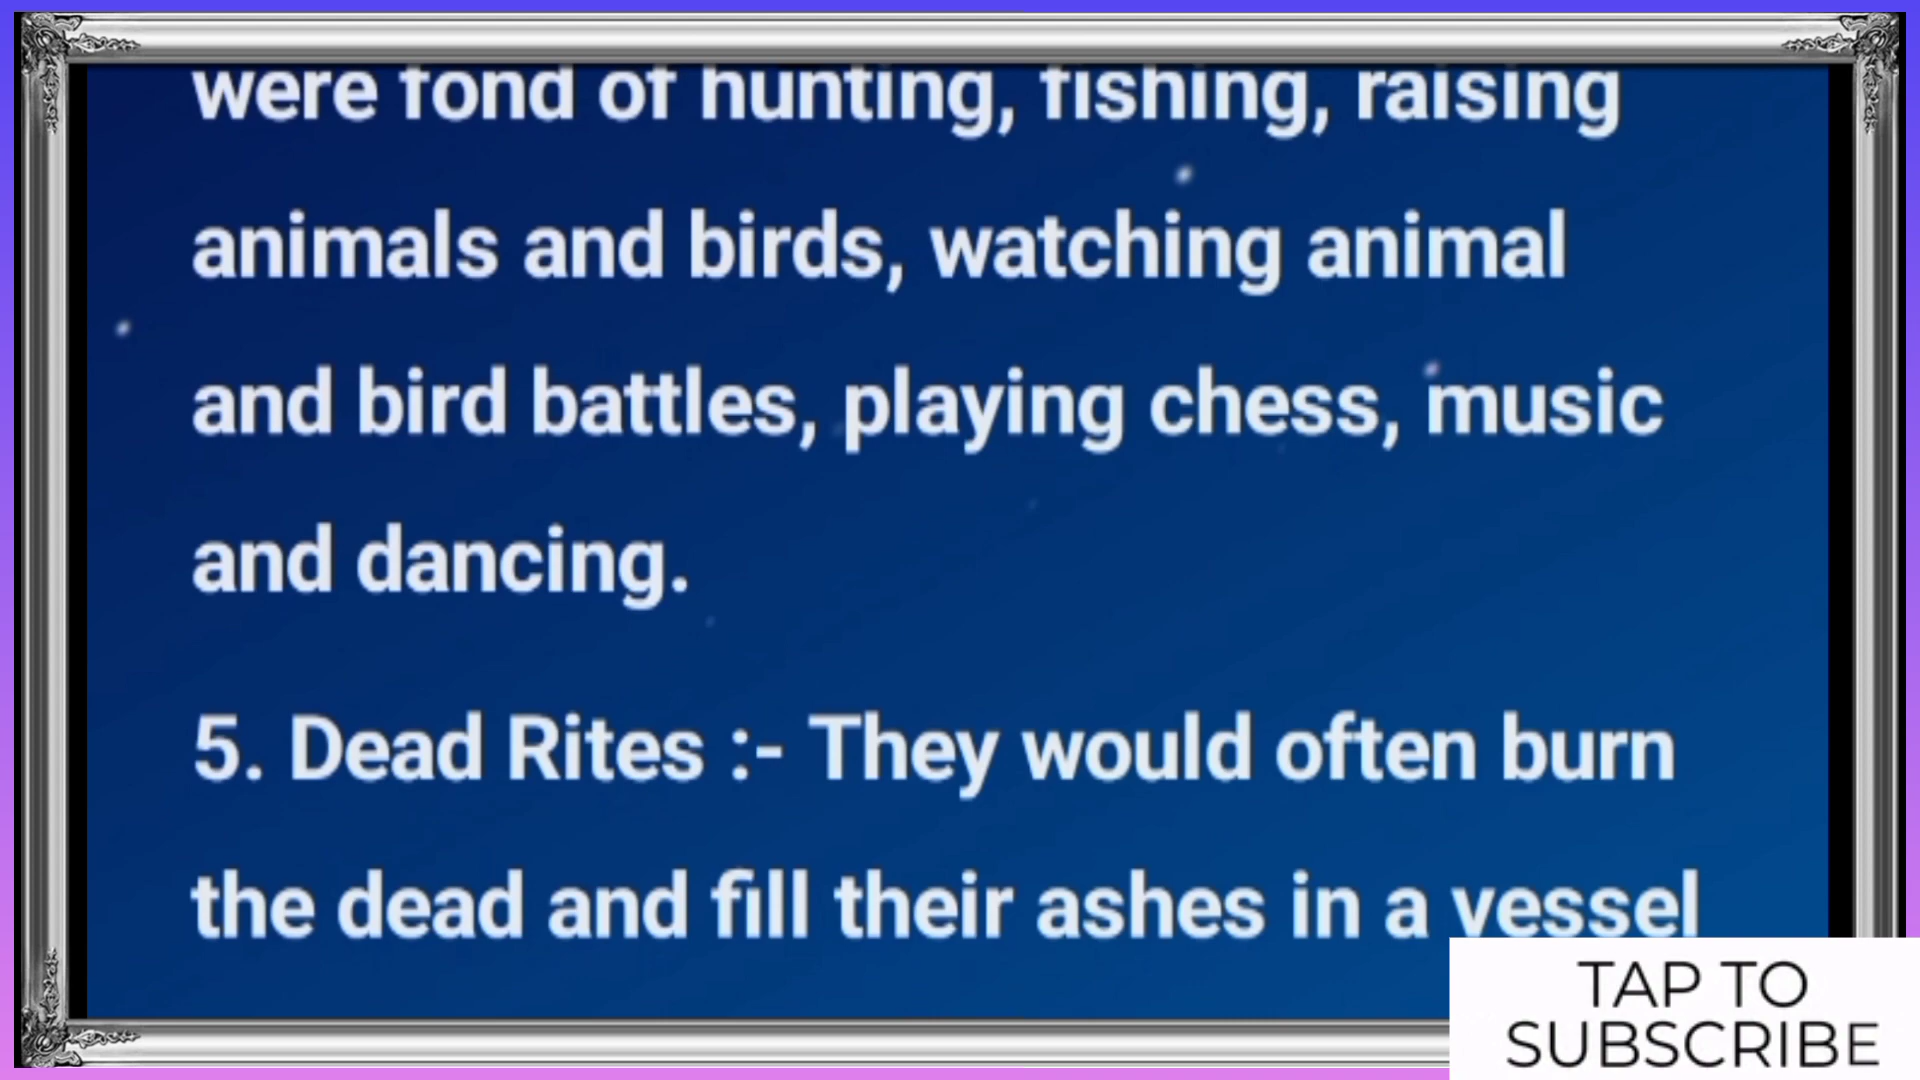 were fond of hunting, fishing, raising
animals and birds, watching animal
and bird battles, playing chess, music
and dancing.
5. Dead Rites :- They would often burn
the dead and fill their ashes in a vessel
TAP TO
SUBSCRIBE